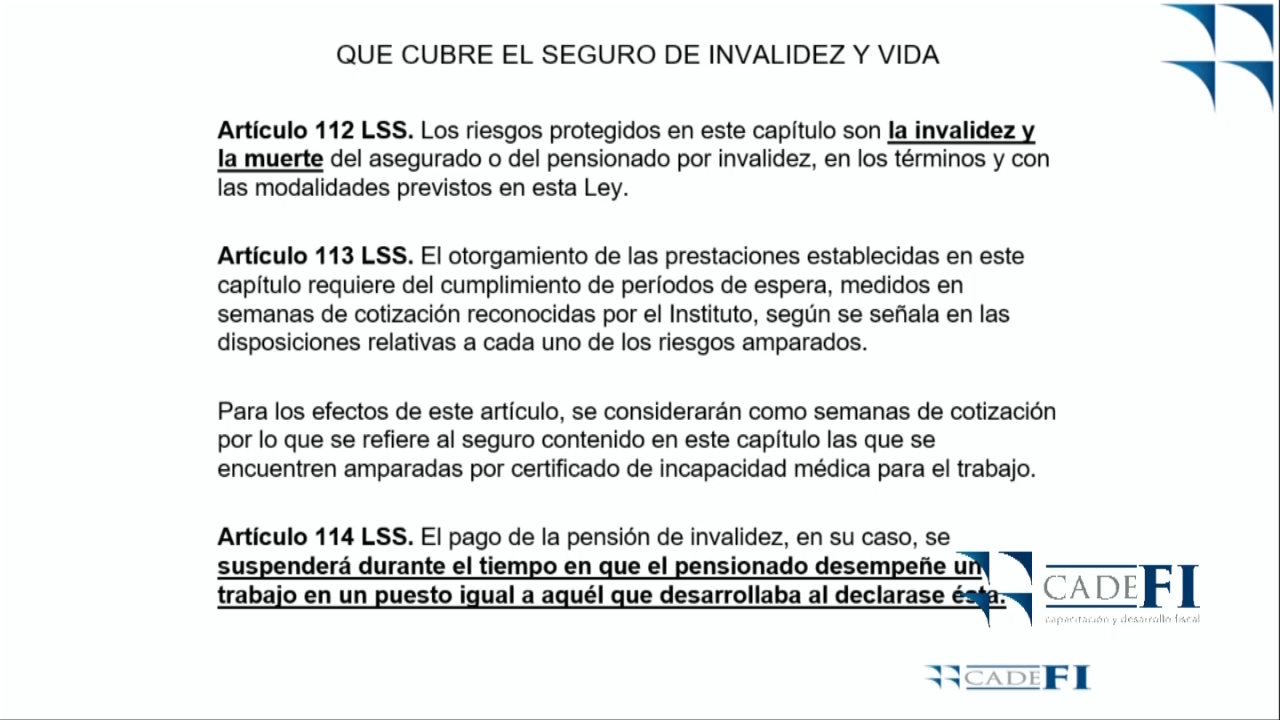 QUE CUBRE EL SEGURO DE INVALIDEZ Y VIDA
Artículo 112 LSS. Los riesgos protegidos en este capítulo son la invalidez y
la muerte del asegurado o del pensionado por invalidez, en los términos y con
las modalidades previstos en esta Ley.
Artículo 113 LSS. El otorgamiento de las prestaciones establecidas en este
capítulo requiere del cumplimiento de períodos de espera, medidos en
semanas de cotización reconocidas por el Instituto, según se señala en las
disposiciones relativas a cada uno de los riesgos amparados.
Para los efectos de este artículo, se considerarán como semanas de cotización
por lo que se refiere al seguro contenido en este capítulo las que se
encuentren amparadas por certificado de incapacidad médica para el trabajo.
Artículo 114 LSS. El pago de la pensión de invalidez, en su caso, se
suspenderá durante el tiempo en que el pensionado desempeñe un
trabajo en un puesto igual a aquél que desarrollaba al declarase ésta.
CADEFI
capacitación y desarrollo fiscal
CADEFI